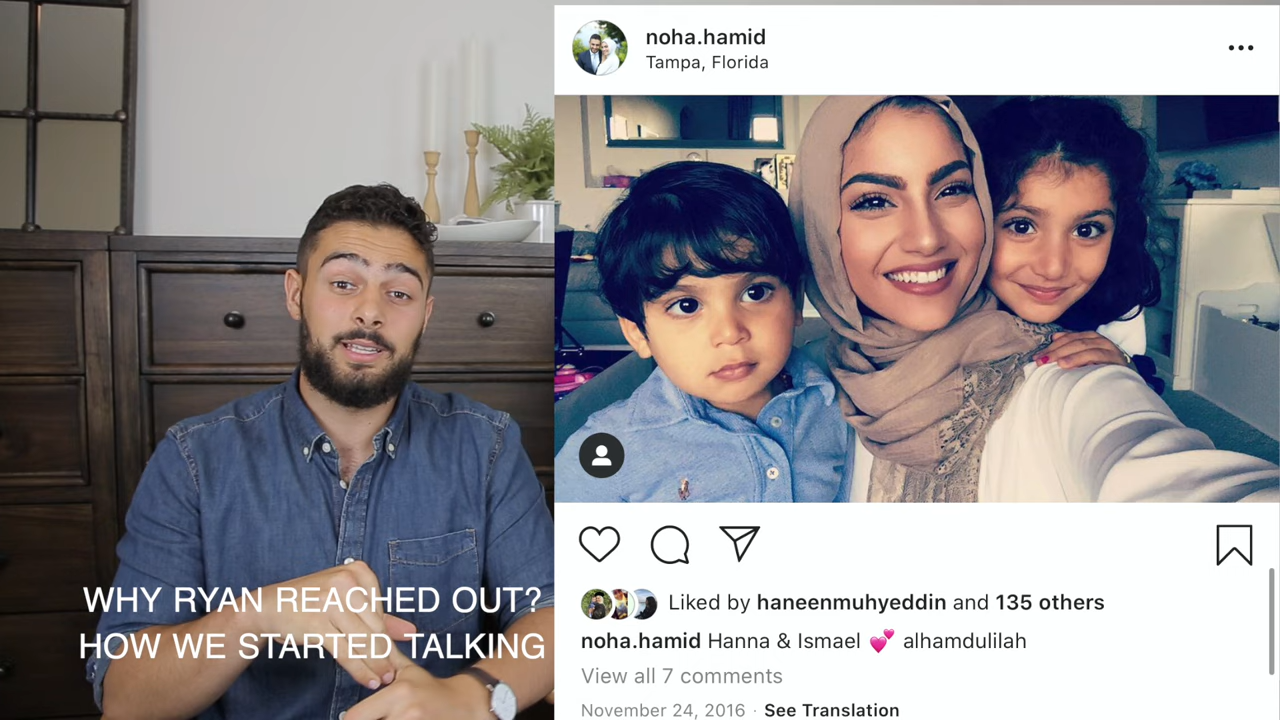 WHY RYAN REACHED OUT?
HOW WE STARTED TALKING
noha.hamid
Tampa, Florida
Liked by haneenmuhyeddin and 135 others
noha.hamid Hanna & Ismael 💕 alhamdulilah
View all 7 comments
November 24, 2016 · See Translation